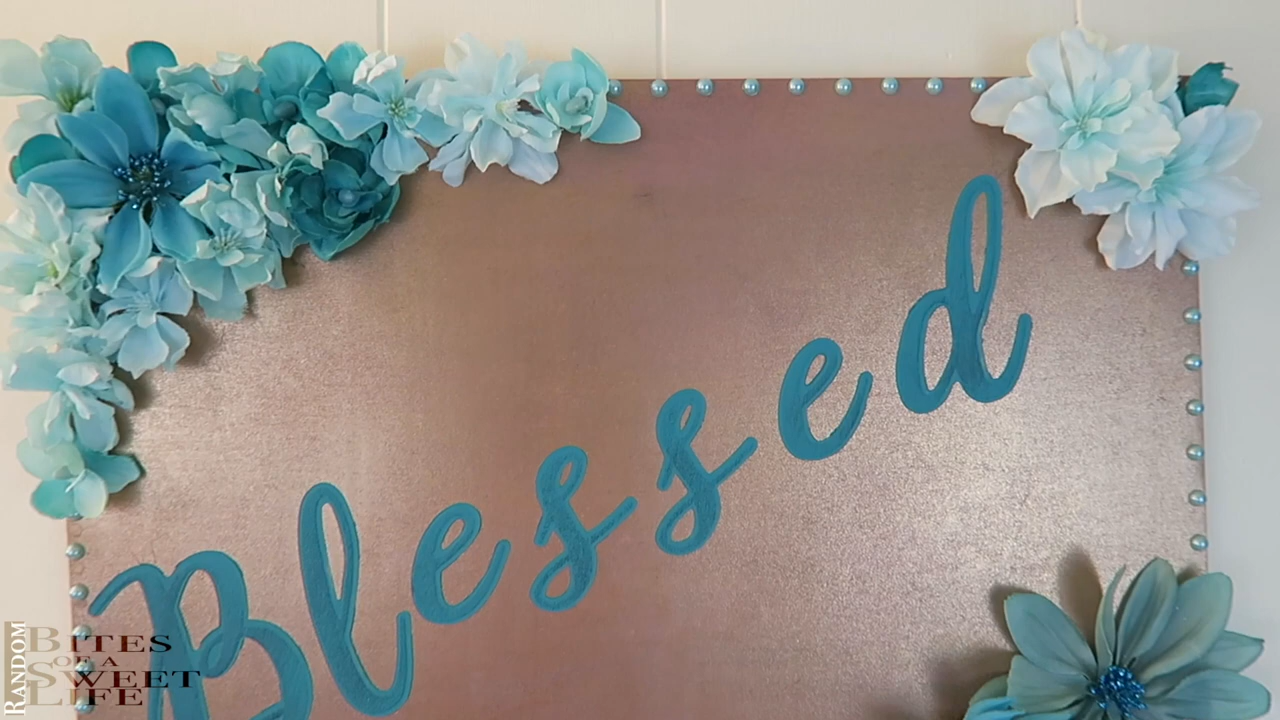 Blessed
RANDOM
BITES
OF A
SWEET
LIFE